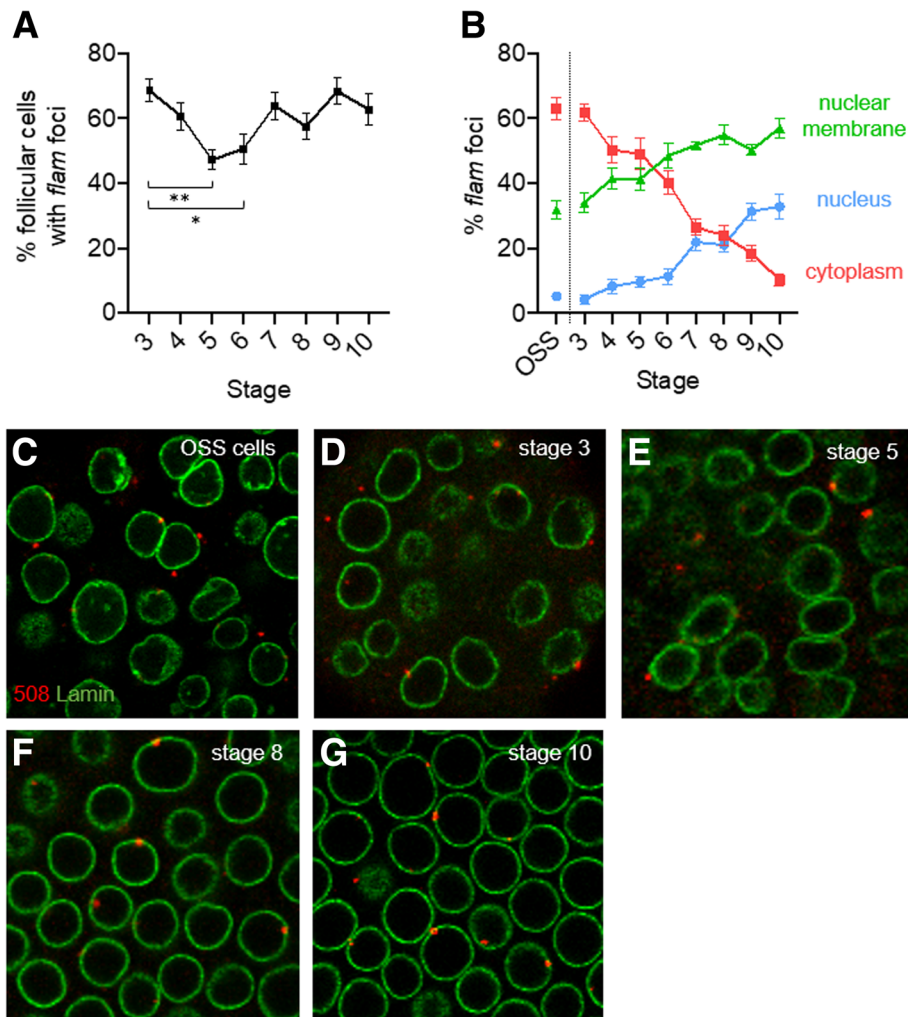 A
80
60
40
20
0
% follicular cells
with flam foci
**
*
3 4 5 6 7 8 9 10
Stage
B
80
60
40
20
0
% flam foci
nuclear
membrane
nucleus
cytoplasm
OSS 3 4 5 6 7 8 9 10
Stage
C
OSS cells
508 Lamin
D
stage 3
E
stage 5
F
stage 8
G
stage 10